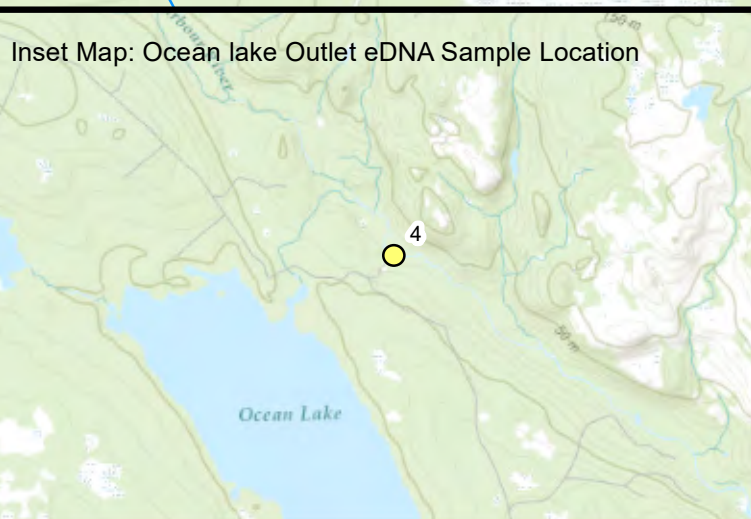 150 m
Inset Map: Ocean lake Outlet eDNA Sample Location
4
50 m
Ocean Lake